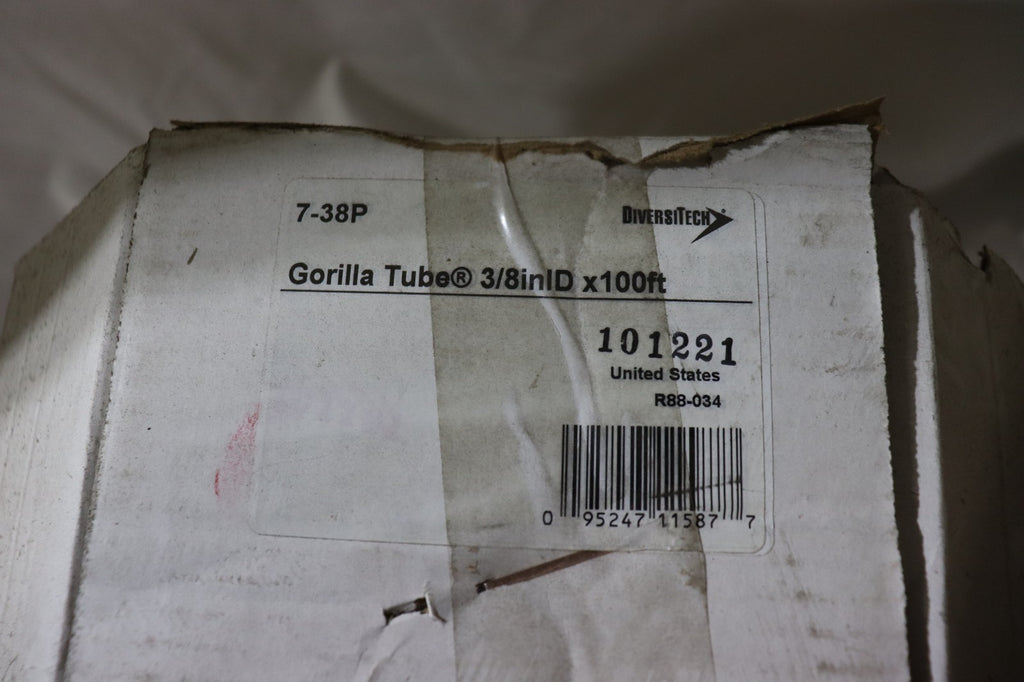 7-38P
DIVERSITECH®
Gorilla Tube® 3/8inID x100ft
101221
United States
R88-034
0 95247 11587 7